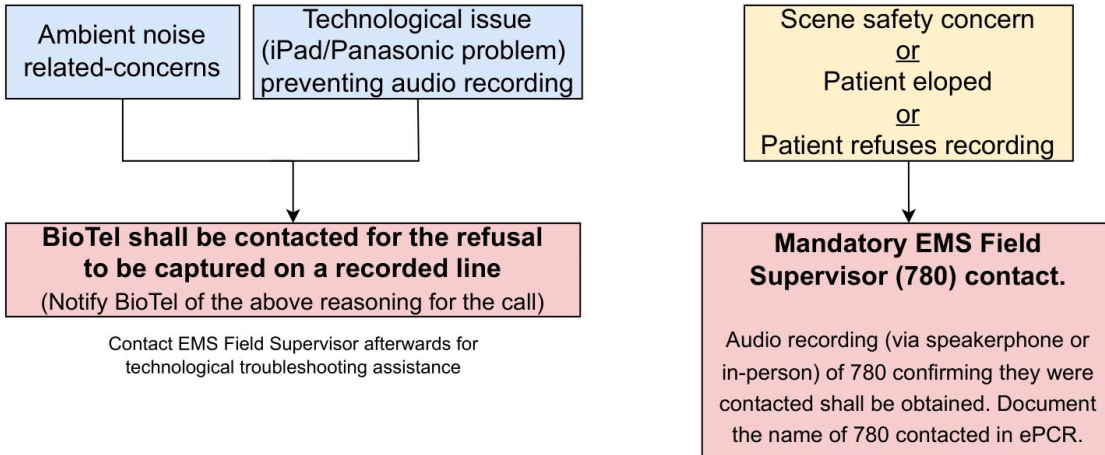 Ambient noise
related-concerns
Technological issue
(iPad/Panasonic problem)
preventing audio recording
BioTel shall be contacted for the refusal
to be captured on a recorded line
(Notify BioTel of the above reasoning for the call)
Contact EMS Field Supervisor afterwards for
technological troubleshooting assistance
Scene safety concern
or
Patient eloped
or
Patient refuses recording
Mandatory EMS Field
Supervisor (780) contact.
Audio recording (via speakerphone or
in-person) of 780 confirming they were
contacted shall be obtained. Document
the name of 780 contacted in ePCR.